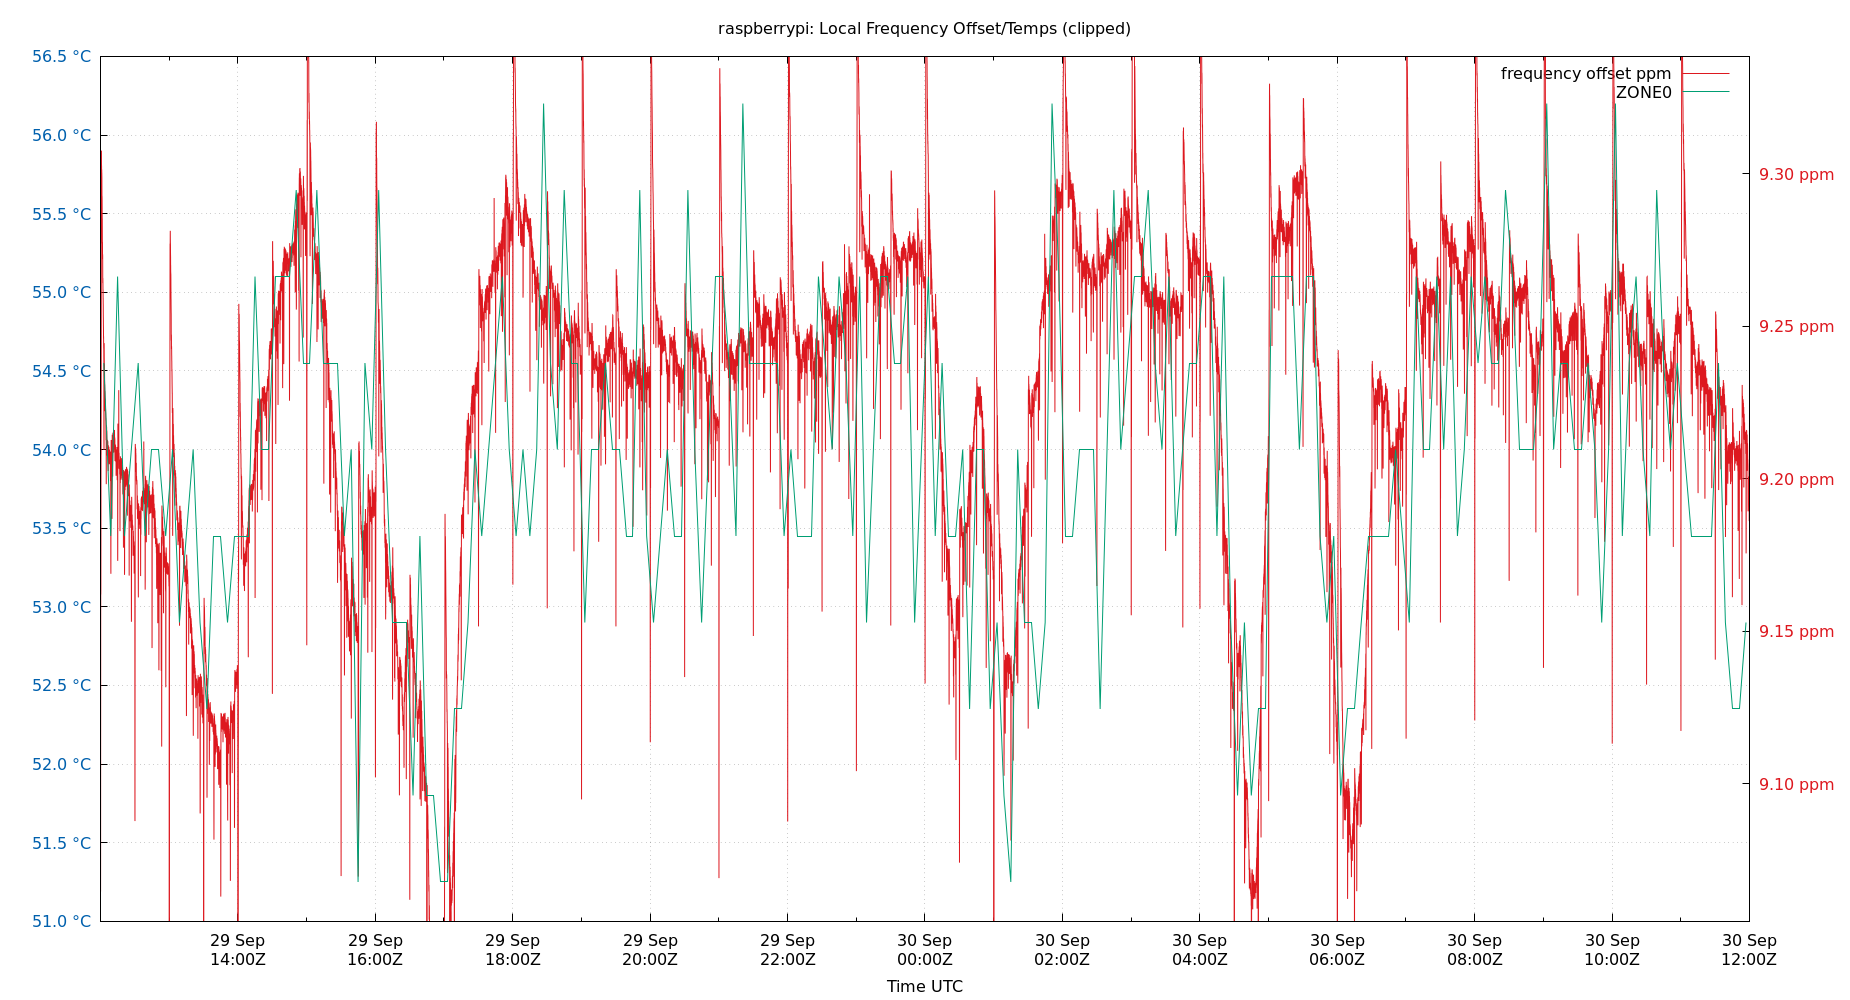 raspberrypi: Local Frequency Offset/Temps (clipped)
frequency offset ppm
ZONE0
56.5 °C
56.0 °C
55.5 °C
55.0 °C
54.5 °C
54.0 °C
53.5 °C
53.0 °C
52.5 °C
52.0 °C
51.5 °C
51.0 °C
9.30 ppm
9.25 ppm
9.20 ppm
9.15 ppm
9.10 ppm
29 Sep 29 Sep 29 Sep 29 Sep 29 Sep 30 Sep 30 Sep 30 Sep 30 Sep 30 Sep 30 Sep 30 Sep
14:00Z 16:00Z 18:00Z 20:00Z 22:00Z 00:00Z 02:00Z 04:00Z 06:00Z 08:00Z 10:00Z 12:00Z
Time UTC